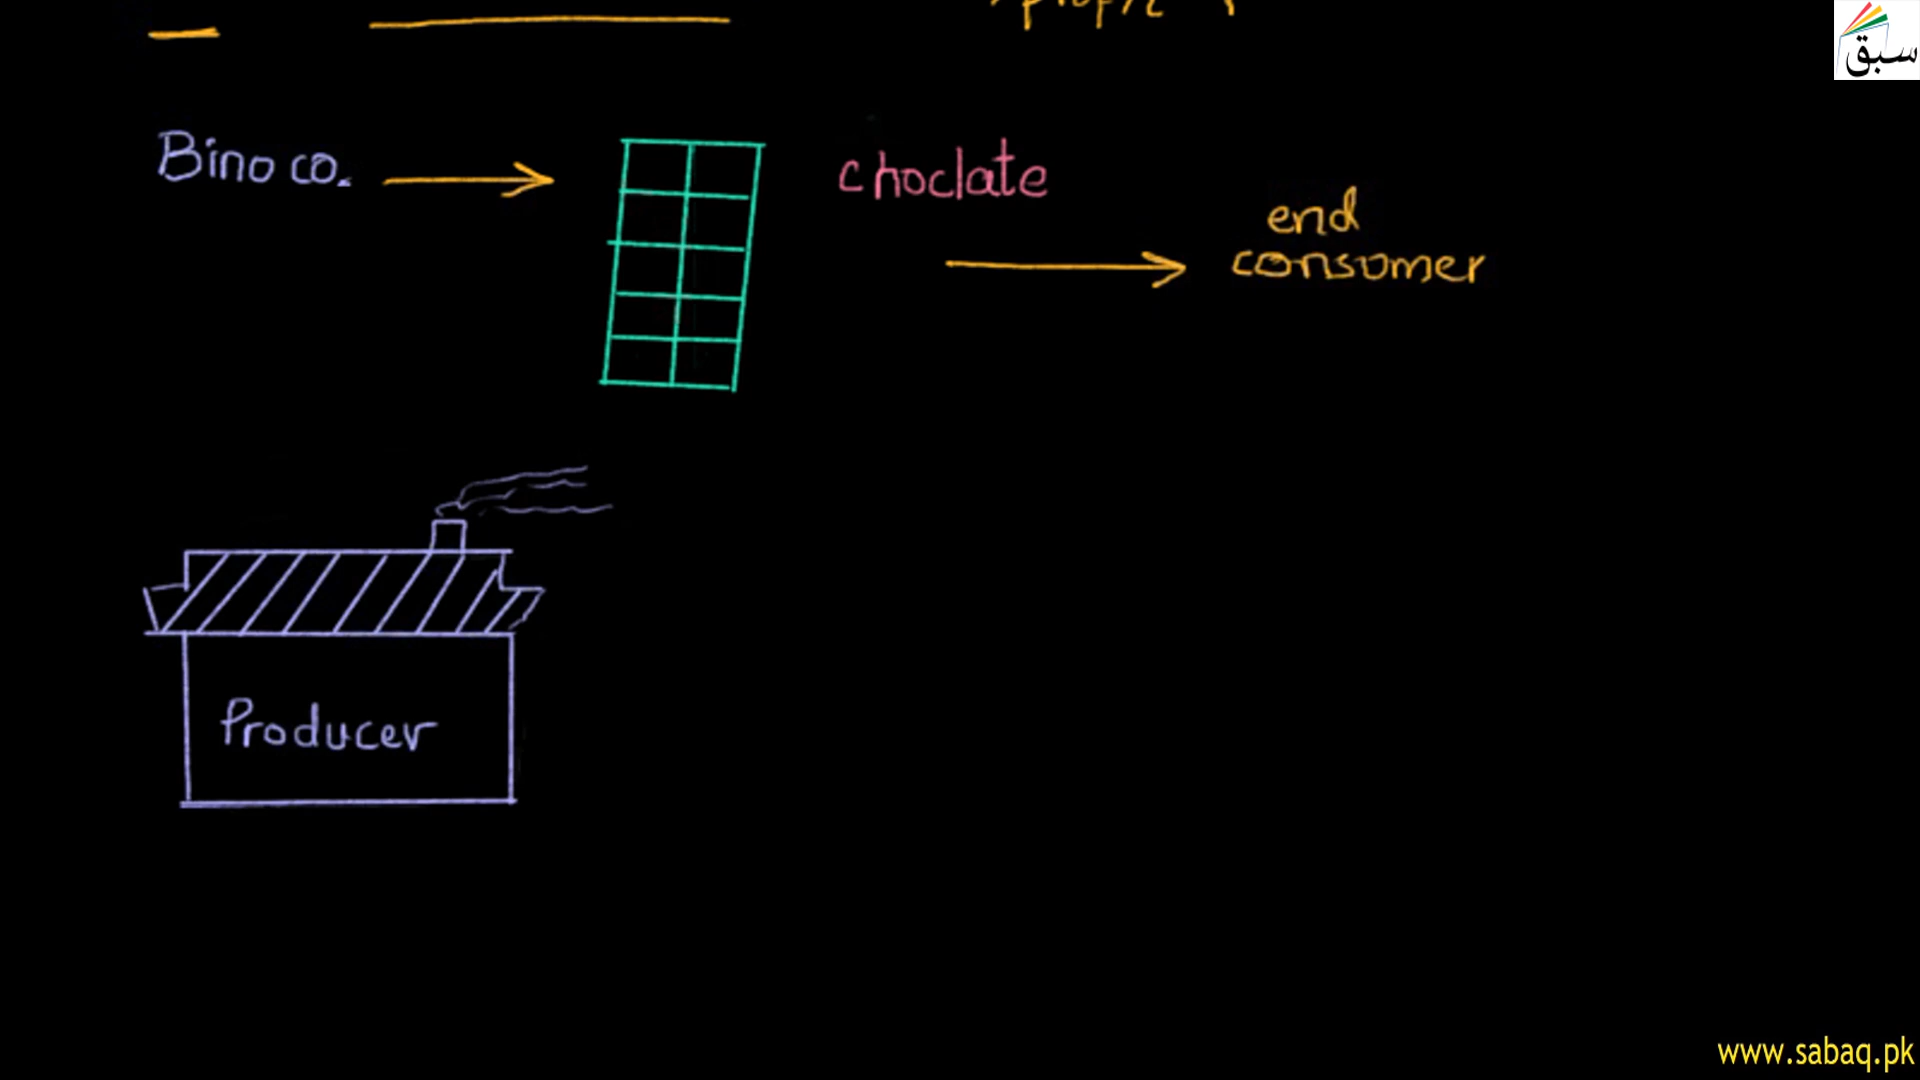 سبق
Bino co.
choclate
end
consumer
Producer
www.sabaq.pk